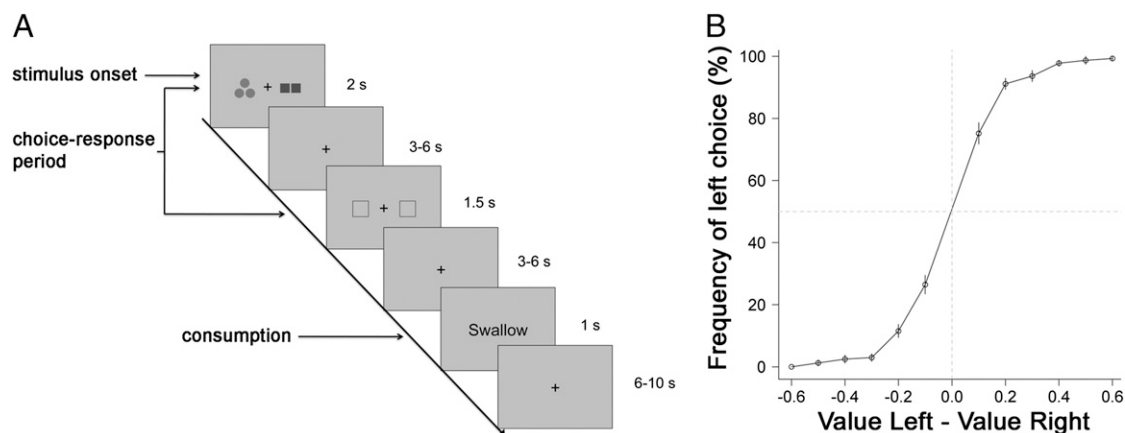 A
stimulus onset
choice-response
period
consumption
2 s
3-6 s
1.5 s
3-6 s
Swallow
1 s
6-10 s
B
Frequency of left choice (%)
100
80
60
40
20
0
-0.6 -0.4 -0.2 0.0 0.2 0.4 0.6
Value Left - Value Right